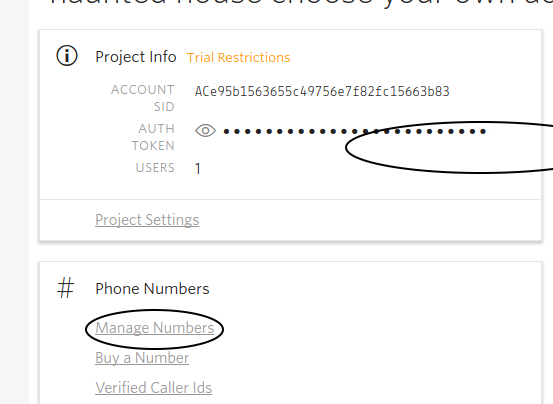 haunted house choose your own ad
Project Info Trial Restrictions
ACCOUNT SID ACe95b1563655c49756e7f82fc15663b83
AUTH TOKEN ••••••••••••••••••••••••••
USERS 1
Project Settings
# Phone Numbers
Manage Numbers
Buy a Number
Verified Caller Ids